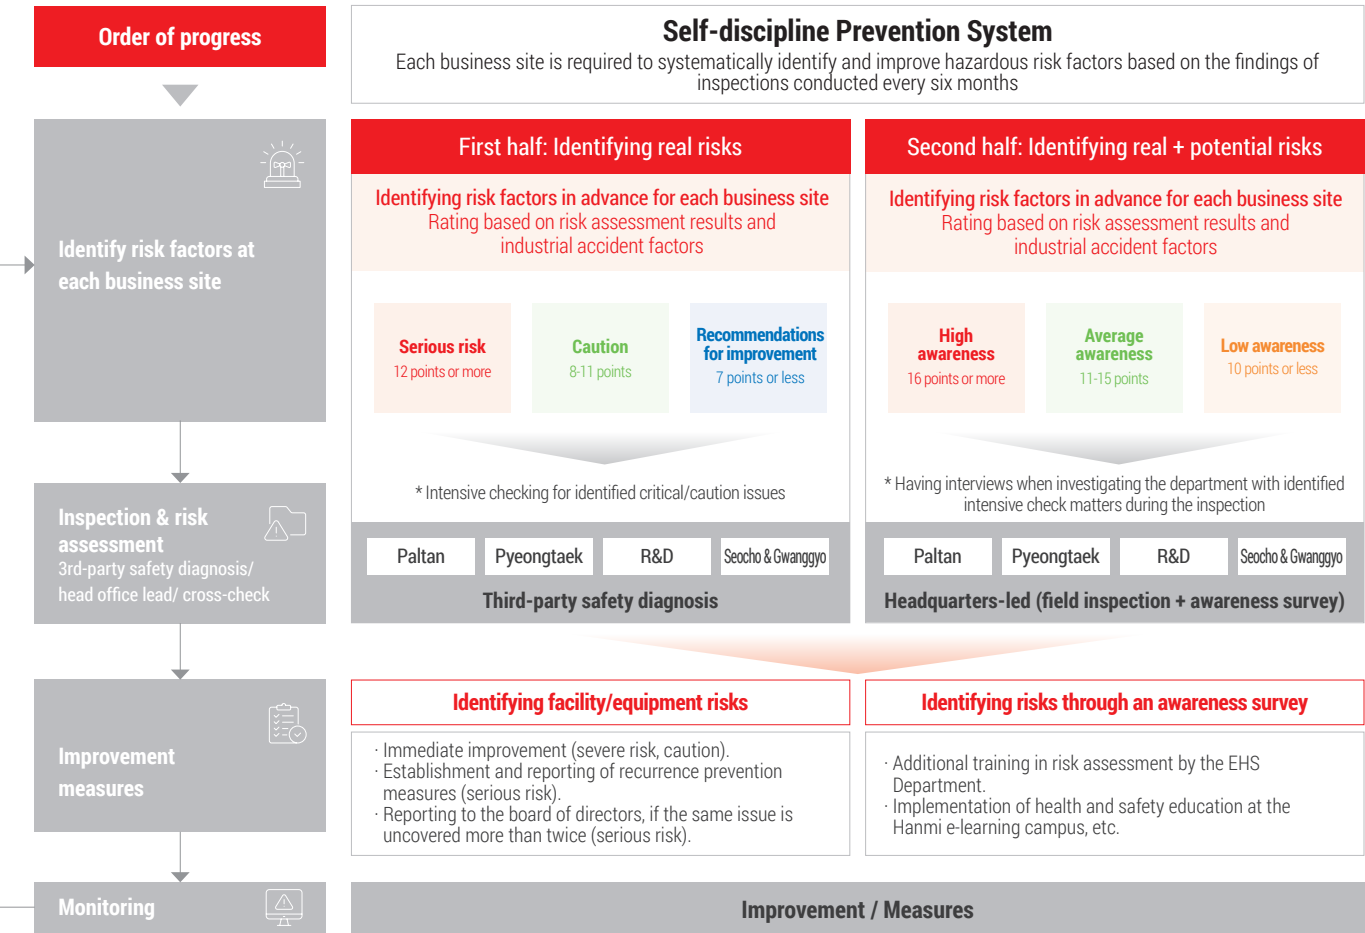 Order of progress
Self-discipline Prevention System
Each business site is required to systematically identify and improve hazardous risk factors based on the findings of
inspections conducted every six months
Identify risk factors at
each business site
First half: Identifying real risks
Identifying risk factors in advance for each business site
Rating based on risk assessment results and
industrial accident factors
Serious risk
12 points or more
Caution
8-11 points
Recommendations
for improvement
7 points or less
* Intensive checking for identified critical/caution issues
Second half: Identifying real + potential risks
Identifying risk factors in advance for each business site
Rating based on risk assessment results and
industrial accident factors
High
awareness
16 points or more
Average
awareness
11-15 points
Low awareness
10 points or less
* Having interviews when investigating the department with identified
intensive check matters during the inspection
Inspection & risk
assessment
3rd-party safety diagnosis/
head office lead/ cross-check
Paltan
Pyeongtaek
R&D
Seocho & Gwanggyo
Third-party safety diagnosis
Paltan
Pyeongtaek
R&D
Seocho & Gwanggyo
Headquarters-led (field inspection + awareness survey)
Improvement
measures
Identifying facility/equipment risks
· Immediate improvement (severe risk, caution).
· Establishment and reporting of recurrence prevention
measures (serious risk).
· Reporting to the board of directors, if the same issue is
uncovered more than twice (serious risk).
Identifying risks through an awareness survey
· Additional training in risk assessment by the EHS
Department.
· Implementation of health and safety education at the
Hanmi e-learning campus, etc.
Monitoring
Improvement / Measures